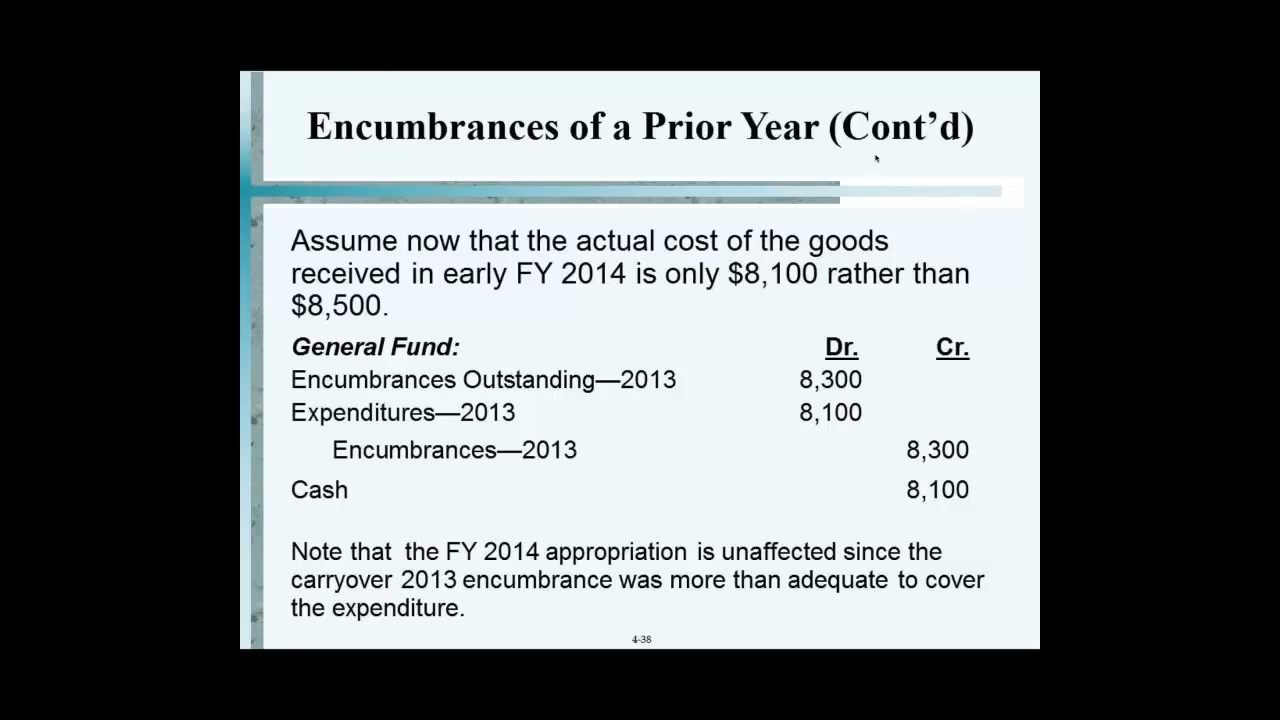 Encumbrances of a Prior Year (Cont’d)
Assume now that the actual cost of the goods
received in early FY 2014 is only $8,100 rather than
$8,500.
General Fund: Dr. Cr.
Encumbrances Outstanding—2013 8,300
Expenditures—2013 8,100
Encumbrances—2013 8,300
Cash 8,100
Note that the FY 2014 appropriation is unaffected since the
carryover 2013 encumbrance was more than adequate to cover
the expenditure.
4-38